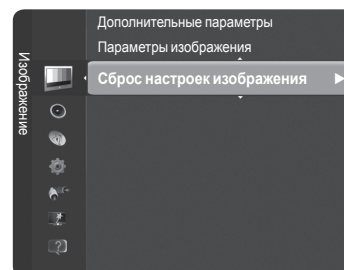 Изображение
Дополнительные параметры
Параметры изображения
Сброс настроек изображения